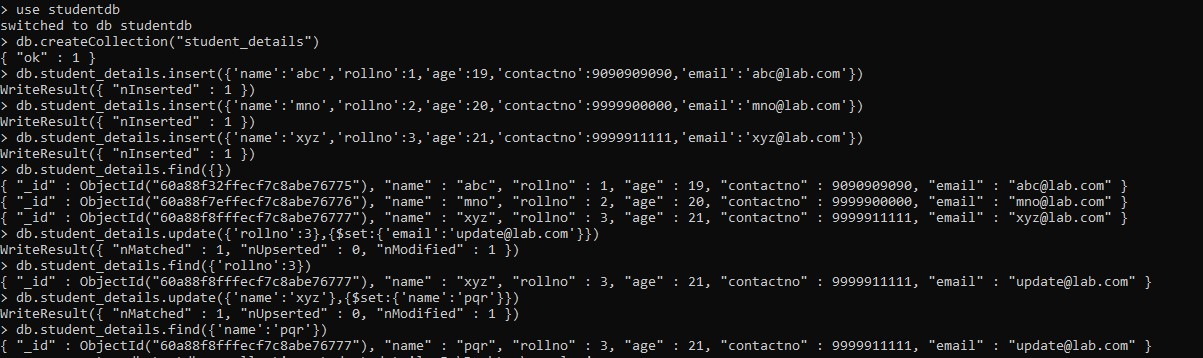 > use studentdb
switched to db studentdb
> db.createCollection("student_details")
{ "ok" : 1 }
> db.student_details.insert({'name':'abc','rollno':1,'age':19,'contactno':9090909090,'email':'abc@lab.com'})
WriteResult({ "nInserted" : 1 })
> db.student_details.insert({'name':'mno','rollno':2,'age':20,'contactno':9999900000,'email':'mno@lab.com'})
WriteResult({ "nInserted" : 1 })
> db.student_details.insert({'name':'xyz','rollno':3,'age':21,'contactno':9999911111,'email':'xyz@lab.com'})
WriteResult({ "nInserted" : 1 })
> db.student_details.find({})
{ "_id" : ObjectId("60a88f32ffecf7c8abe76775"), "name" : "abc", "rollno" : 1, "age" : 19, "contactno" : 9090909090, "email" : "abc@lab.com" }
{ "_id" : ObjectId("60a88f7effecf7c8abe76776"), "name" : "mno", "rollno" : 2, "age" : 20, "contactno" : 9999900000, "email" : "mno@lab.com" }
{ "_id" : ObjectId("60a88f8fffecf7c8abe76777"), "name" : "xyz", "rollno" : 3, "age" : 21, "contactno" : 9999911111, "email" : "xyz@lab.com" }
> db.student_details.update({'rollno':3},{$set:{'email':'update@lab.com'}})
WriteResult({ "nMatched" : 1, "nUpserted" : 0, "nModified" : 1 })
> db.student_details.find({'rollno':3})
{ "_id" : ObjectId("60a88f8fffecf7c8abe76777"), "name" : "xyz", "rollno" : 3, "age" : 21, "contactno" : 9999911111, "email" : "update@lab.com" }
> db.student_details.update({'name':'xyz'},{$set:{'name':'pqr'}})
WriteResult({ "nMatched" : 1, "nUpserted" : 0, "nModified" : 1 })
> db.student_details.find({'name':'pqr'})
{ "_id" : ObjectId("60a88f8fffecf7c8abe76777"), "name" : "pqr", "rollno" : 3, "age" : 21, "contactno" : 9999911111, "email" : "update@lab.com" }